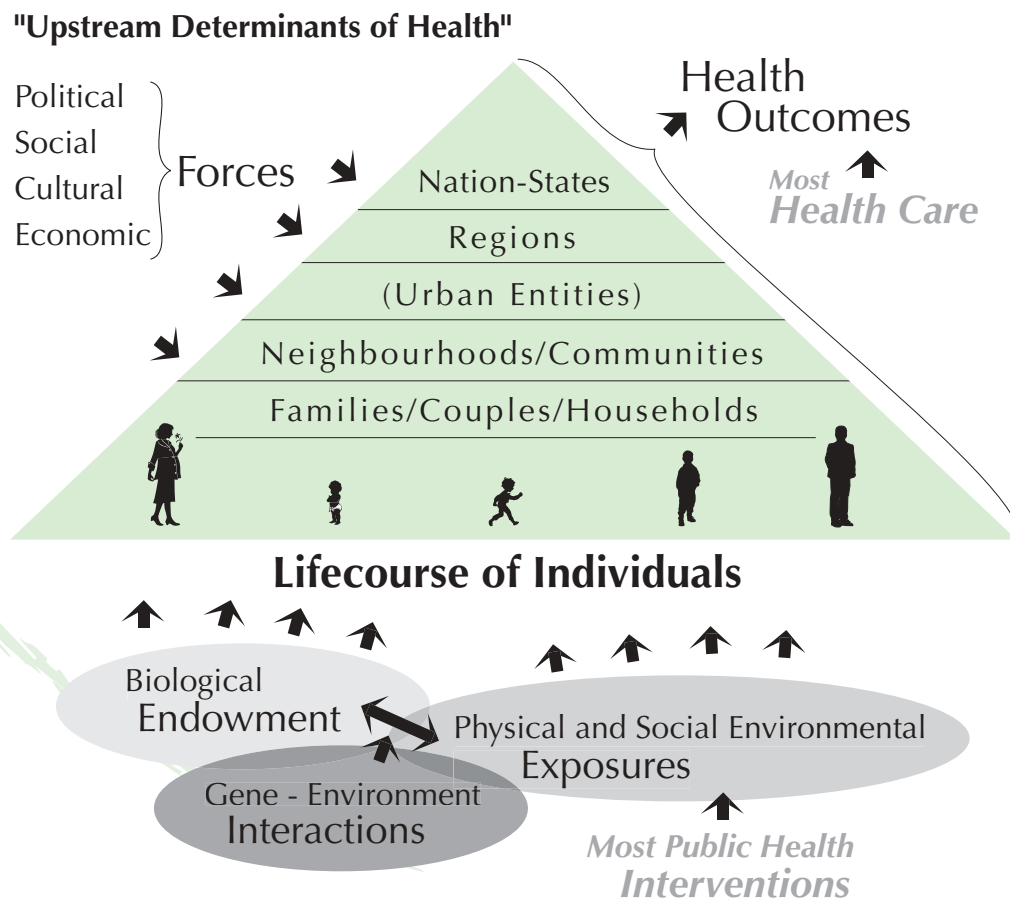 "Upstream Determinants of Health"
Political
Social
Cultural
Economic
Forces
Health
Outcomes
Most
Health Care
Nation-States
Regions
(Urban Entities)
Neighbourhoods/Communities
Families/Couples/Households
Lifecourse of Individuals
Biological
Endowment
Physical and Social Environmental
Exposures
Gene - Environment
Interactions
Most Public Health
Interventions